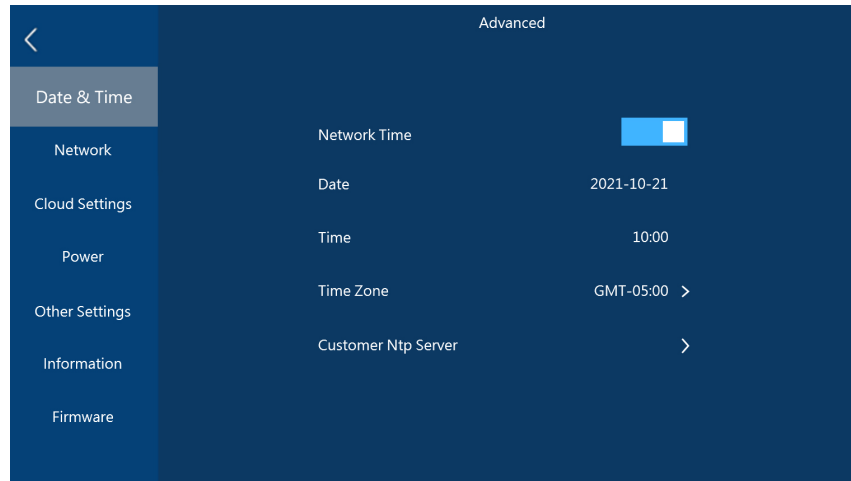 Advanced
Date & Time
Network
Cloud Settings
Power
Other Settings
Information
Firmware
Network Time
Date 2021-10-21
Time 10:00
Time Zone GMT-05:00
Customer Ntp Server